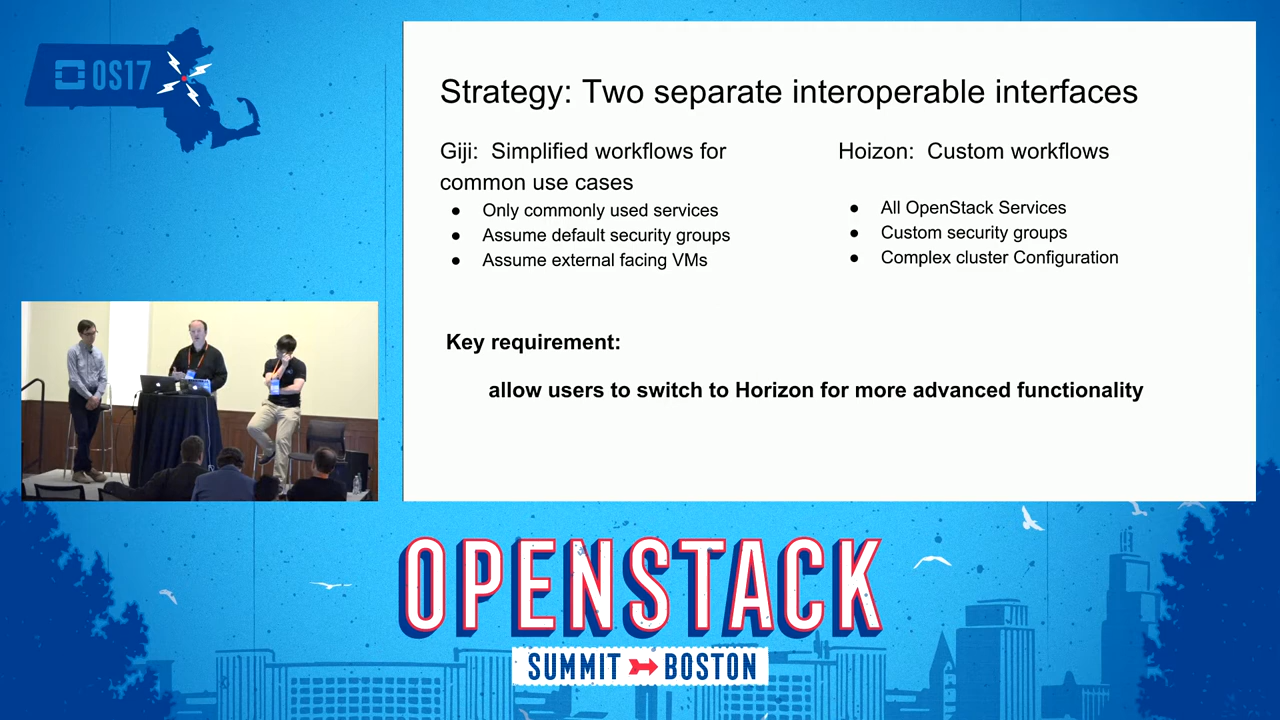 OS17
Strategy: Two separate interoperable interfaces
Giji: Simplified workflows for
common use cases
● Only commonly used services
● Assume default security groups
● Assume external facing VMs
Hoizon: Custom workflows
● All OpenStack Services
● Custom security groups
● Complex cluster Configuration
Key requirement:
allow users to switch to Horizon for more advanced functionality
OPENSTACK
SUMMIT BOSTON